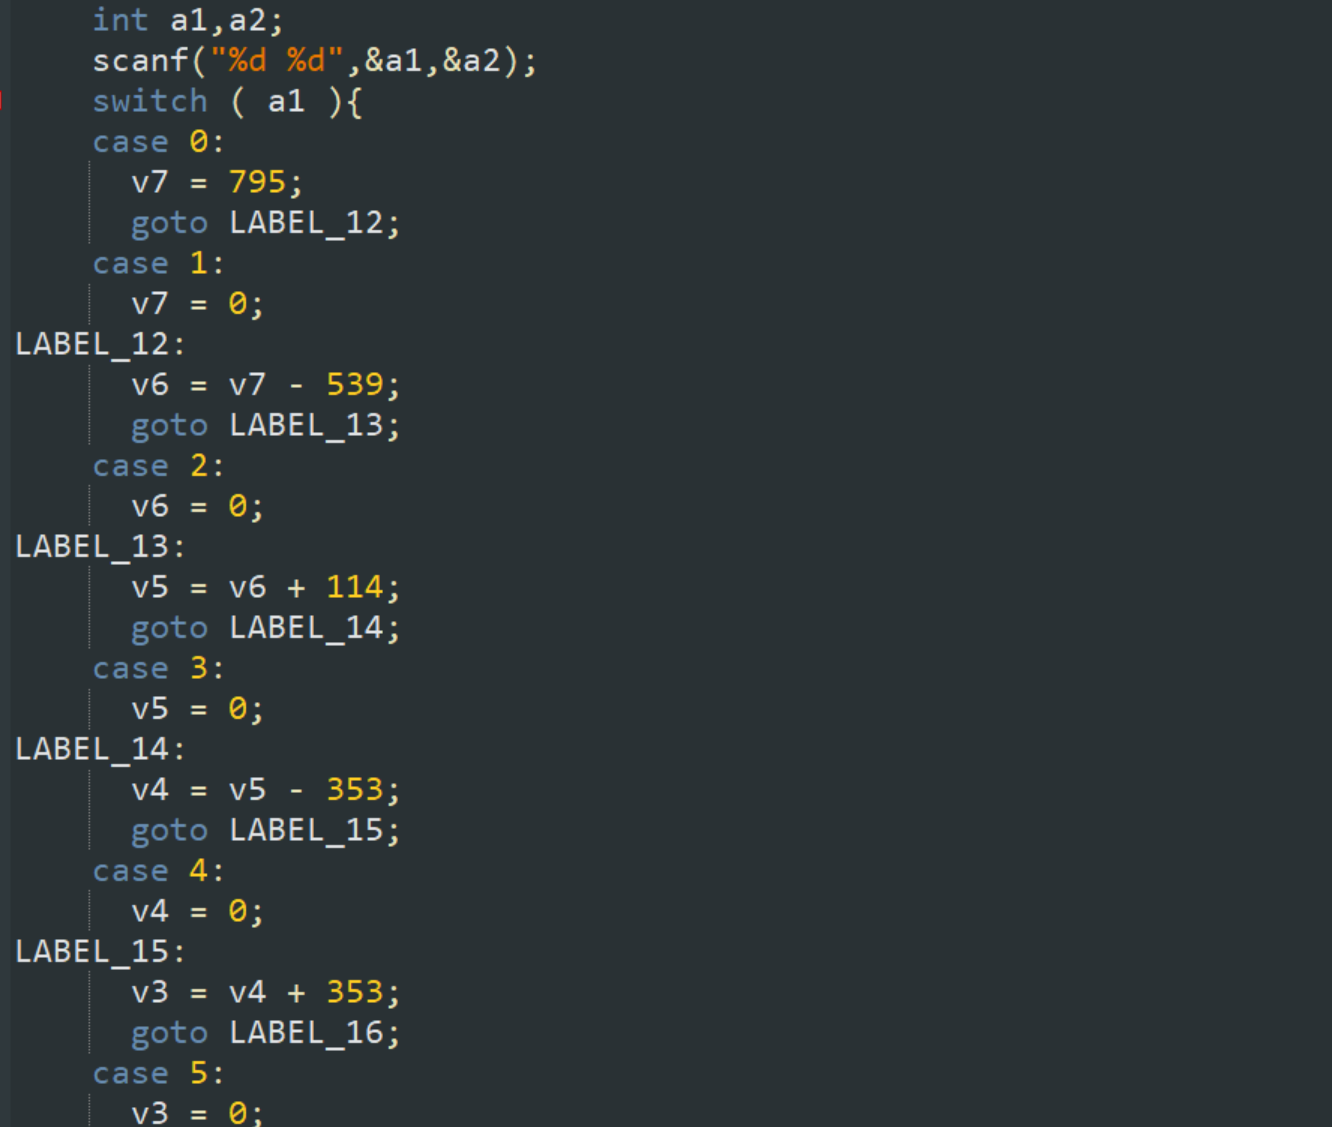 int a1,a2;
scanf("%d %d",&a1,&a2);
switch ( a1 ){
case 0:
v7 = 795;
goto LABEL_12;
case 1:
v7 = 0;
LABEL_12:
v6 = v7 - 539;
goto LABEL_13;
case 2:
v6 = 0;
LABEL_13:
v5 = v6 + 114;
goto LABEL_14;
case 3:
v5 = 0;
LABEL_14:
v4 = v5 - 353;
goto LABEL_15;
case 4:
v4 = 0;
LABEL_15:
v3 = v4 + 353;
goto LABEL_16;
case 5:
v3 = 0;